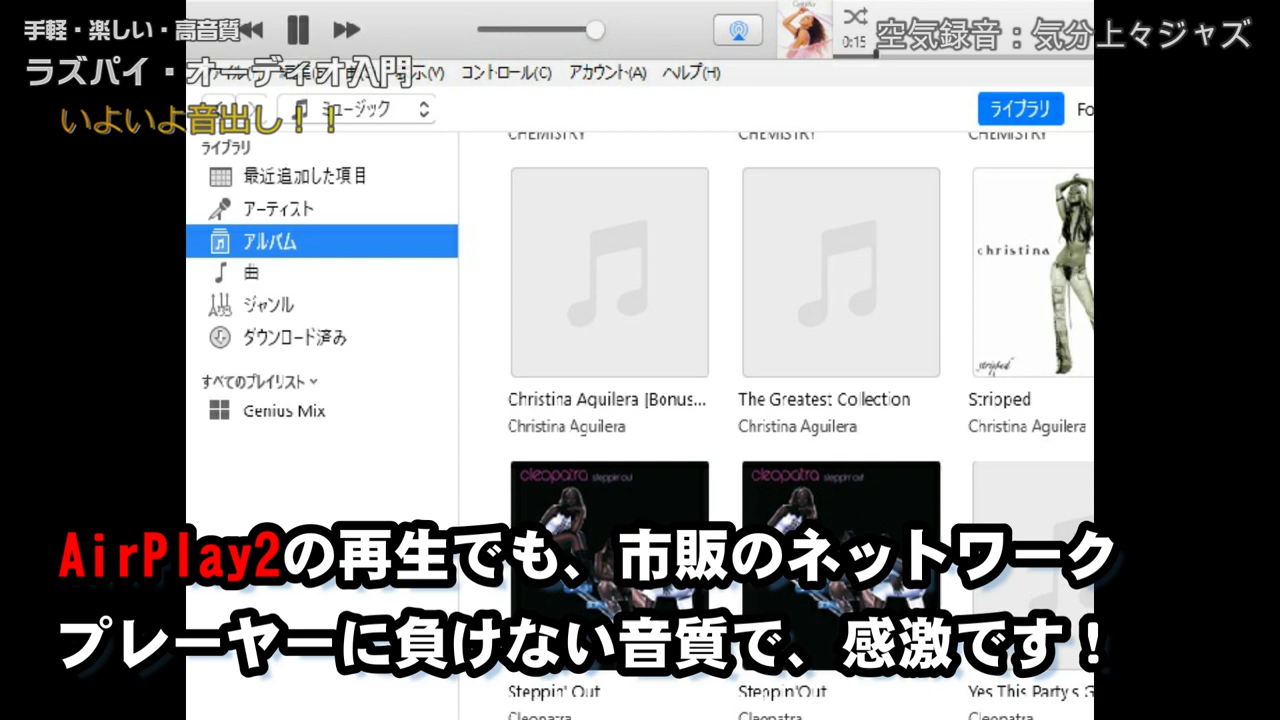 手軽・楽しい・高音質
ラズパイ・オーディオ入門
いよいよ音出し！！
0:15
空気録音：気分上々ジャズ
コントロール(C) アカウント(A) ヘルプ(H)
ミュージック
ライブラリ
Fo
ライブラリ
最近追加した項目
アーティスト
アルバム
曲
ジャンル
ダウンロード済み
すべてのプレイリスト
Genius Mix
CHEMISTRY
CHEMISTRY
CHEMISTRY
christina
stripped
Christina Aguilera [Bonus...
Christina Aguilera
The Greatest Collection
Christina Aguilera
Stripped
Christina Aguilera
cleopatra steppin out
cleopatra steppin out
AirPlay2の再生でも、市販のネットワーク
プレーヤーに負けない音質で、感激です！
Steppin' Out
Cleopatra
Steppin'Out
Cleopatra
Yes This Party's G
Cleopatra